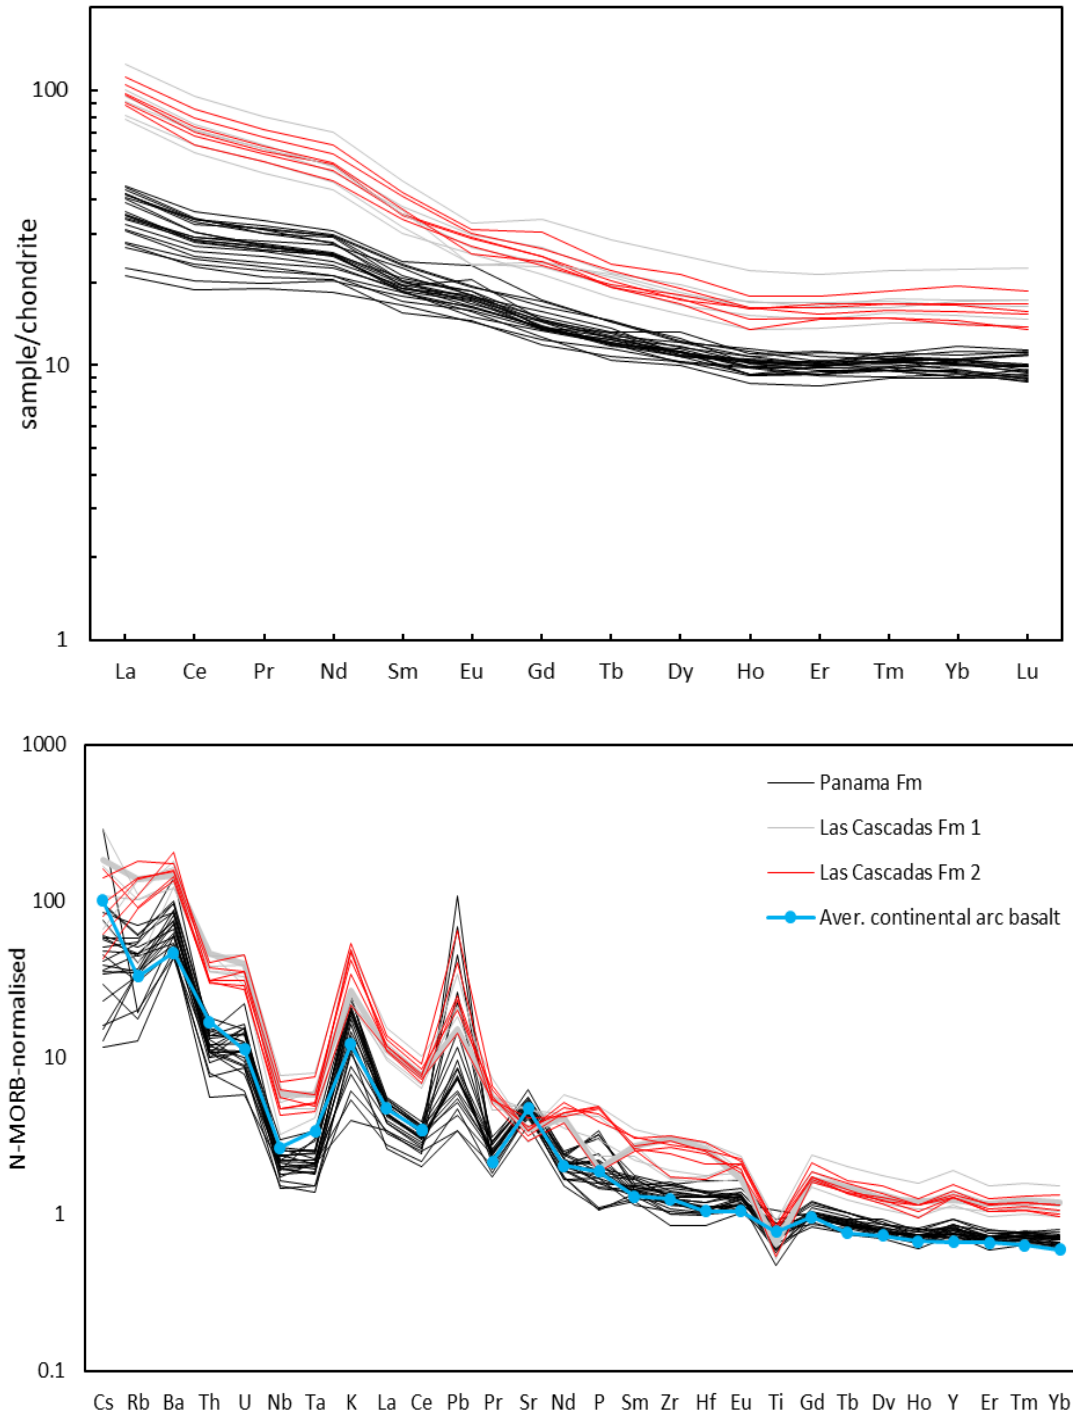 100
10
1
sample/chondrite
La Ce Pr Nd Sm Eu Gd Tb Dy Ho Er Tm Yb Lu
1000
100
10
1
0.1
N-MORB-normalised
Panama Fm
Las Cascadas Fm 1
Las Cascadas Fm 2
Aver. continental arc basalt
Cs Rb Ba Th U Nb Ta K La Ce Pb Pr Sr Nd P Sm Zr Hf Eu Ti Gd Tb Dy Ho Y Er Tm Yb